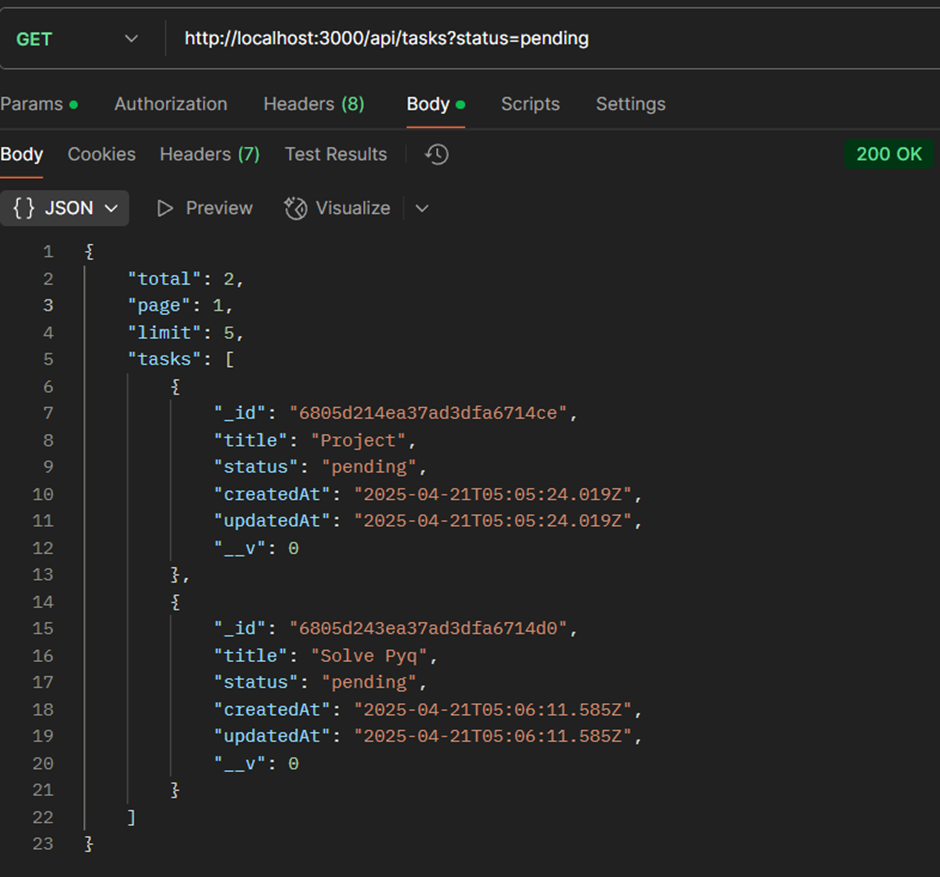 GET http://localhost:3000/api/tasks?status=pending
Params Authorization Headers (8) Body Scripts Settings
Body Cookies Headers (7) Test Results 200 OK
{} JSON Preview Visualize
1 {
2 "total": 2,
3 "page": 1,
4 "limit": 5,
5 "tasks": [
6 {
7 "_id": "6805d214ea37ad3dfa6714ce",
8 "title": "Project",
9 "status": "pending",
10 "createdAt": "2025-04-21T05:05:24.019Z",
11 "updatedAt": "2025-04-21T05:05:24.019Z",
12 "__v": 0
13 },
14 {
15 "_id": "6805d243ea37ad3dfa6714d0",
16 "title": "Solve Pyq",
17 "status": "pending",
18 "createdAt": "2025-04-21T05:06:11.585Z",
19 "updatedAt": "2025-04-21T05:06:11.585Z",
20 "__v": 0
21 }
22 ]
23 }